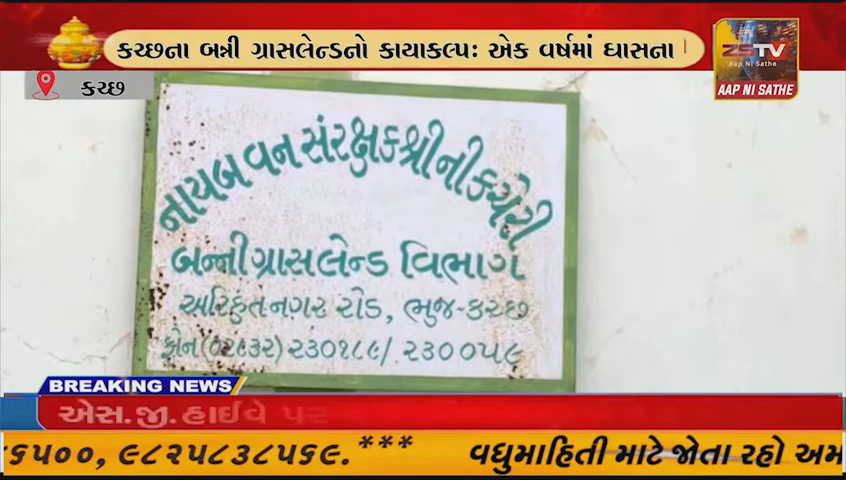 કચ્છના બન્ની ગ્રાસલેન્ડનો કાયાકલ્પ: એક વર્ષમાં ઘાસના
ZSTV
Aap Ni Sathe
AAP NI SATHE
કચ્છ
નાયબ વન સંરક્ષક શ્રીની કચેરી
બન્ની ગ્રાસલેન્ડ વિભાગ
અરિહંતનગર રોડ, ભુજ-કચ્છ
ફોન (૦૨૮૩૨) ૨૩૦૧૮૯/ ૨૩૦૦૫૯
BREAKING NEWS
એસ.જી.હાઈવે પર
૬૫૦૦, ૯૮૨૫૮૩૮૫૬૯.*** વધુમાહિતી માટે જોતા રહો